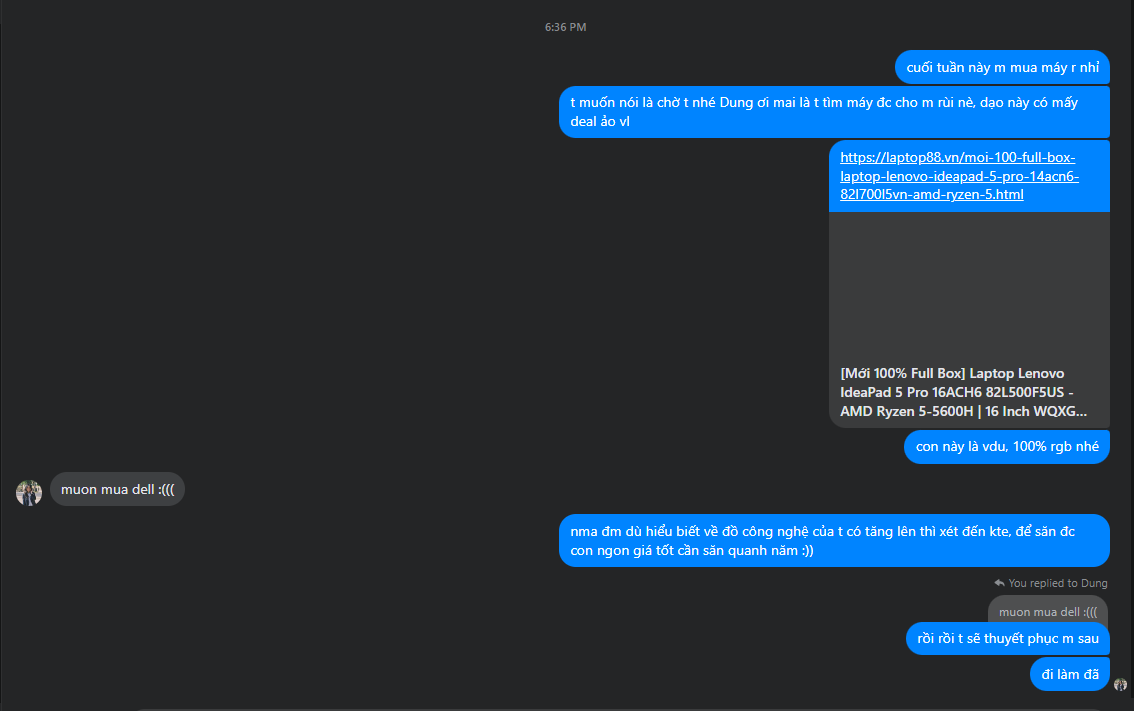 6:36 PM
cuối tuần này m mua máy r nhỉ
t muốn nói là chờ t nhé Dung ơi mai là t tìm máy đc cho m rùi nè, dạo này có mấy
deal ảo vl
https://laptop88.vn/moi-100-full-box-
laptop-lenovo-ideapad-5-pro-14acn6-
82l700l5vn-amd-ryzen-5.html
[Mới 100% Full Box] Laptop Lenovo
IdeaPad 5 Pro 16ACH6 82L500F5US -
AMD Ryzen 5-5600H | 16 Inch WQXG...
con này là vdu, 100% rgb nhé
muon mua dell :(((
nma đm dù hiểu biết về đồ công nghệ của t có tăng lên thì xét đến kte, để săn đc
con ngon giá tốt cần săn quanh năm :))
You replied to Dung
muon mua dell :(((
rồi rồi t sẽ thuyết phục m sau
đi làm đã